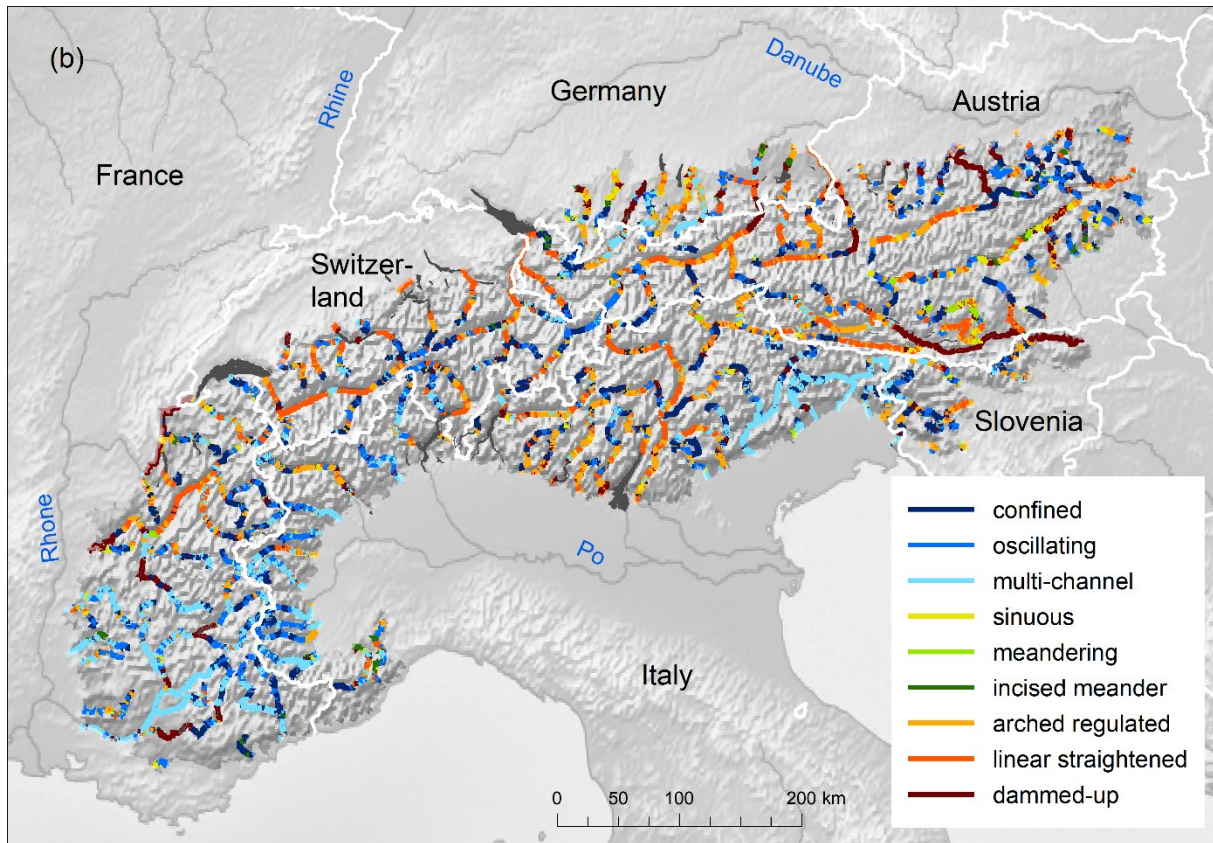 (b)
Rhine
Germany
Danube
Austria
France
Switzer-
land
Slovenia
Rhone
Po
Italy
confined
oscillating
multi-channel
sinuous
meandering
incised meander
arched regulated
linear straightened
dammed-up
0 50 100 200 km